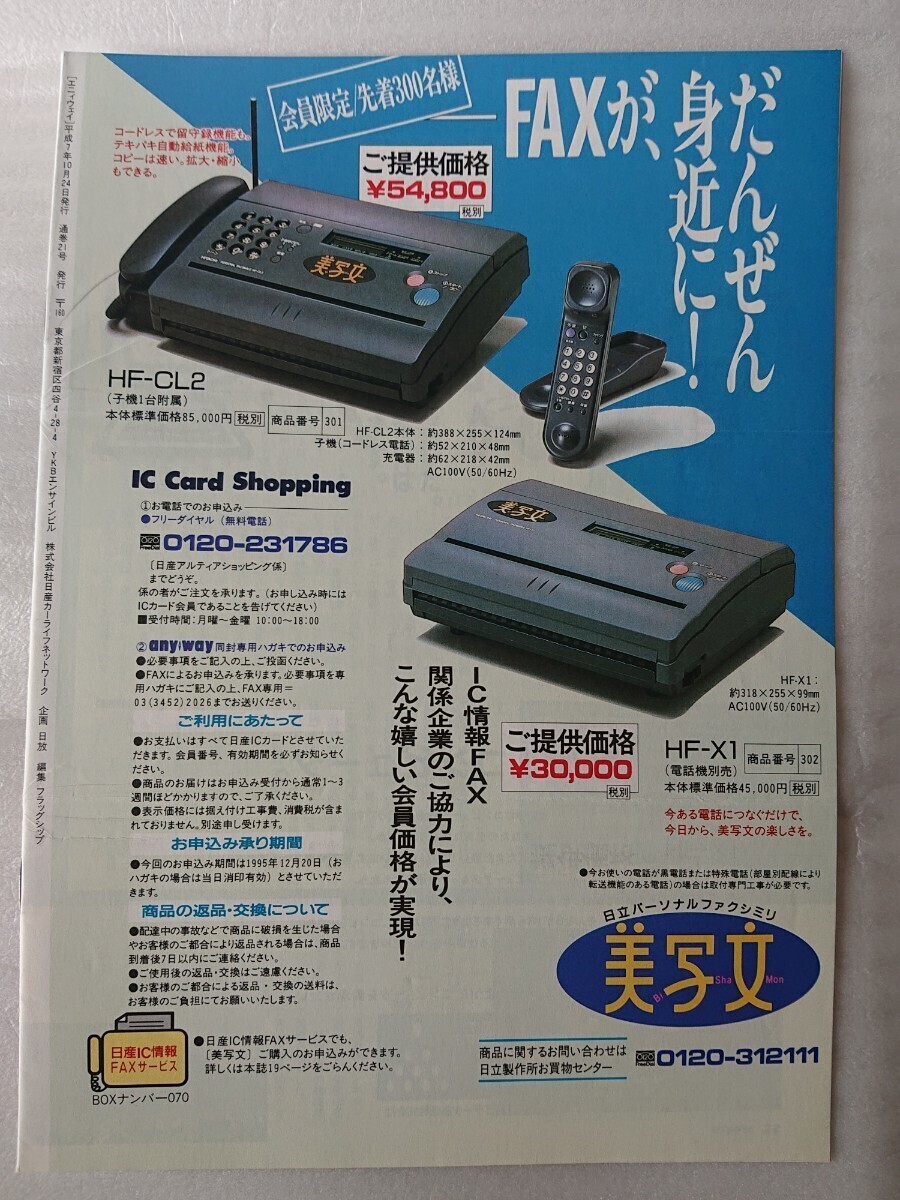 だんぜん
身近に!
FAXが、
会員限定/先着300名様
コードレスで留守録機能も。
テキパキ自動給紙機能。
コピーは速い。拡大・縮小
もできる。
ご提供価格
¥54,800
税別
美写文
HF-CL2
(子機1台附属)
本体標準価格85,000円 税別 商品番号 301
HF-CL2本体:約388×255×124mm
子機(コードレス電話):約52×210×48mm
充電器:約62×218×42mm
AC100V(50/60Hz)
IC Card Shopping
①お電話でのお申込み
●フリーダイヤル(無料電話)
FreeDial 0120-231786
〔日産アルティアショッピング係〕
までどうぞ。
係の者がご注文を承ります。(お申し込み時には
ICカード会員であることを告げてください)
■受付時間:月曜~金曜 10:00~18:00
②any:way同封専用ハガキでのお申込み
●必要事項をご記入の上、ご投函ください。
●FAXによるお申込みを承ります。必要事項を専
用ハガキにご記入の上、FAX専用=
03(3452)2026までお送りください。
ご利用にあたって
●お支払いはすべて日産ICカードとさせていた
だきます。会員番号、有効期間を必ずお知らせく
ださい。
●商品のお届けはお申込み受付から通常1~3
週間ほどかかりますので、ご了承ください。
●表示価格には据え付け工事費、消費税が含ま
れておりません。別途申し受けます。
お申込み承り期間
●今回のお申込み期間は1995年12月20日(お
ハガキの場合は当日消印有効)とさせていただ
きます。
商品の返品・交換について
●配達中の事故などで商品に破損を生じた場合
やお客様のご都合により返品される場合は、商品
到着後7日以内にご連絡ください。
●ご使用後の返品・交換はご遠慮ください。
●お客様のご都合による返品・交換の送料は、
お客様のご負担にてお願いいたします。
日産IC情報
FAXサービス
BOXナンバー070
●日産IC情報FAXサービスでも、
〔美写文〕ご購入のお申込みができます。
詳しくは本誌19ページをごらんください。
美写文
IC情報FAX
関係企業のご協力により、
こんな嬉しい会員価格が実現!
HF-X1:
約318×255×99mm
AC100V(50/60Hz)
ご提供価格
¥30,000
税別
HF-X1 商品番号 302
(電話機別売)
本体標準価格45,000円 税別
今ある電話につなぐだけで、
今日から、美写文の楽しさを。
●今お使いの電話が黒電話または特殊電話(部屋別配線により
転送機能のある電話)の場合は取付専門工事が必要です。
日立パーソナルファクシミリ
美写文
Bi Sha Mon
商品に関するお問い合わせは
日立製作所お買物センター
FreeDial 0120-312111
[エニィウェイ]平成7年10月24日発行 通巻21号 発行 〒160 東京都新宿区四谷4-28-4 YKBエンサインビル 株式会社日産カーライフネットワーク 企画 日放 編集 フラッグシップ